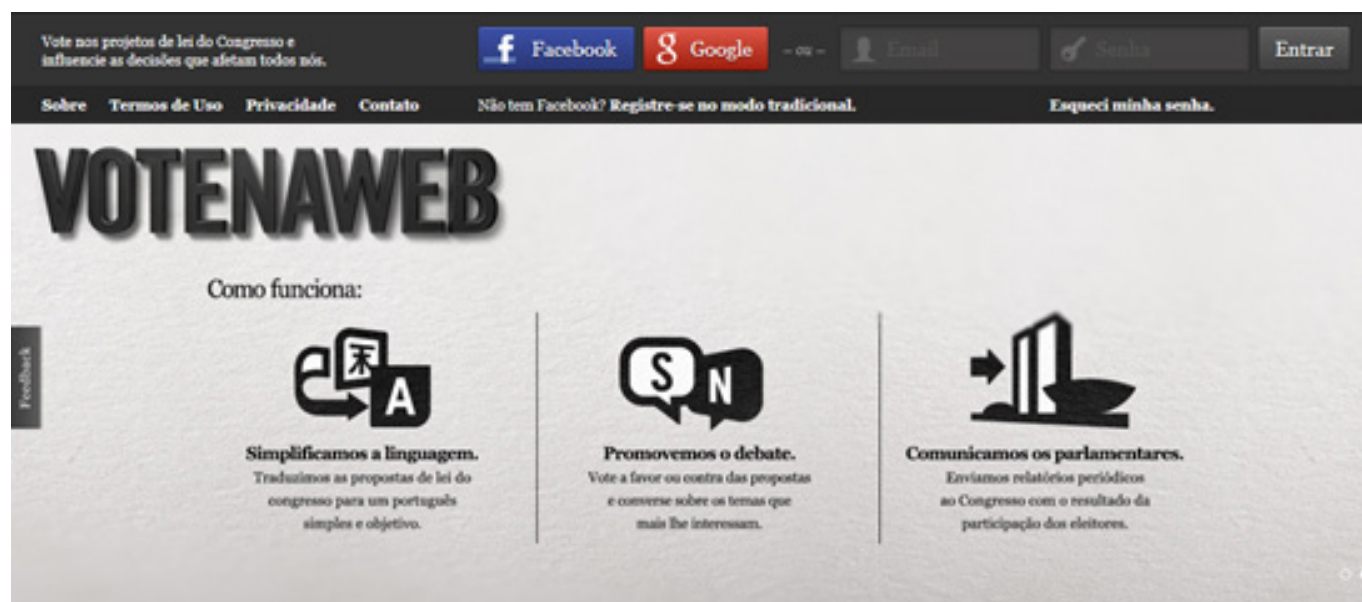 Vote nos projetos de lei do Congresso e
influencie as decisões que afetam todos nós.
f Facebook
g Google
- ou -
Email
Senha
Entrar
Sobre Termos de Uso Privacidade Contato
Não tem Facebook? Registre-se no modo tradicional.
Esqueci minha senha.
VOTENAWEB
Como funciona:
Feedback
A
S N
Simplificamos a linguagem.
Traduzimos as propostas de lei do
congresso para um português
simples e objetivo.
Promovemos o debate.
Vote a favor ou contra das propostas
e converse sobre os temas que
mais lhe interessam.
Comunicamos os parlamentares.
Enviamos relatórios periódicos
ao Congresso com o resultado da
participação dos eleitores.